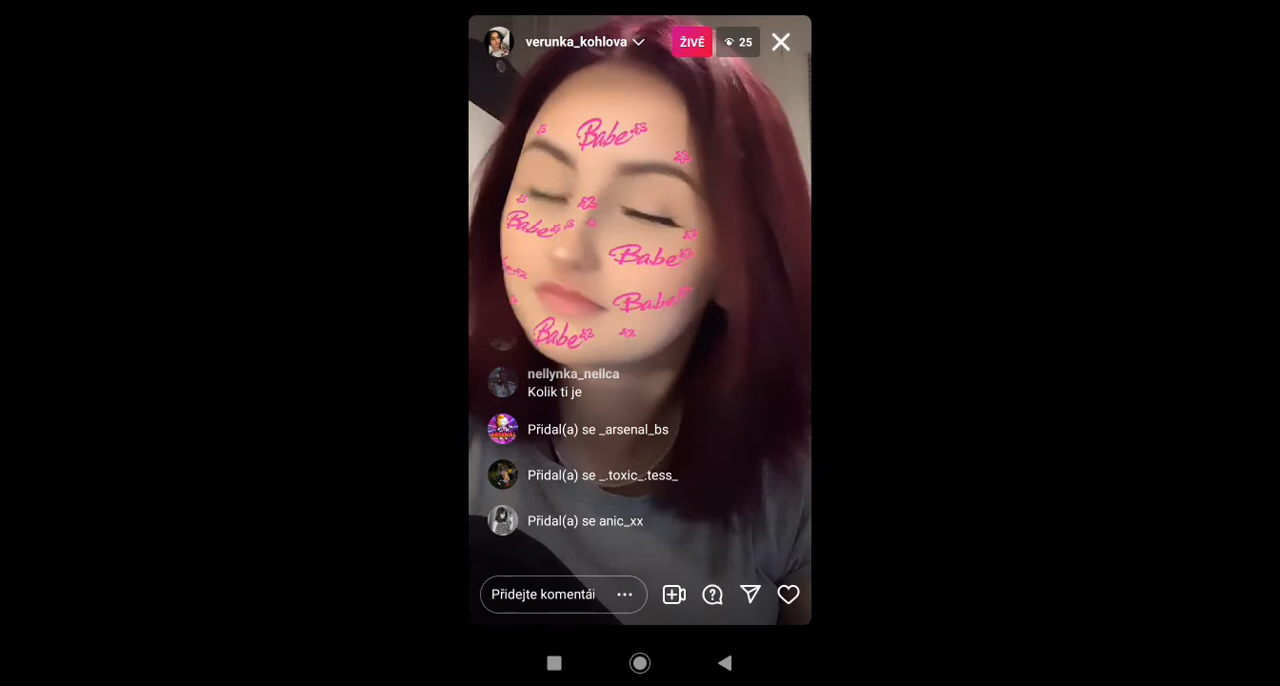 verunka_kohlova
ŽIVĚ
25
Babe
Babe
Babe
Babe
Babe
nellynka_nellca
Kolik ti je
Přidal(a) se _arsenal_bs
Přidal(a) se _.toxic_.tess_
Přidal(a) se anic_xx
Přidejte komentář